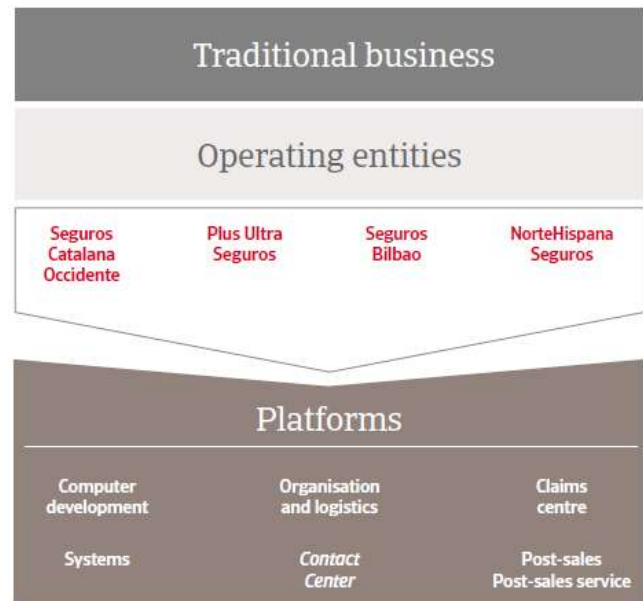 Traditional business
Operating entities
Seguros
Catalana
Occidente
Plus Ultra
Seguros
Seguros
Bilbao
NorteHispana
Seguros
Platforms
Computer
development
Organisation
and logistics
Claims
centre
Systems
Contact
Center
Post-sales
Post-sales service